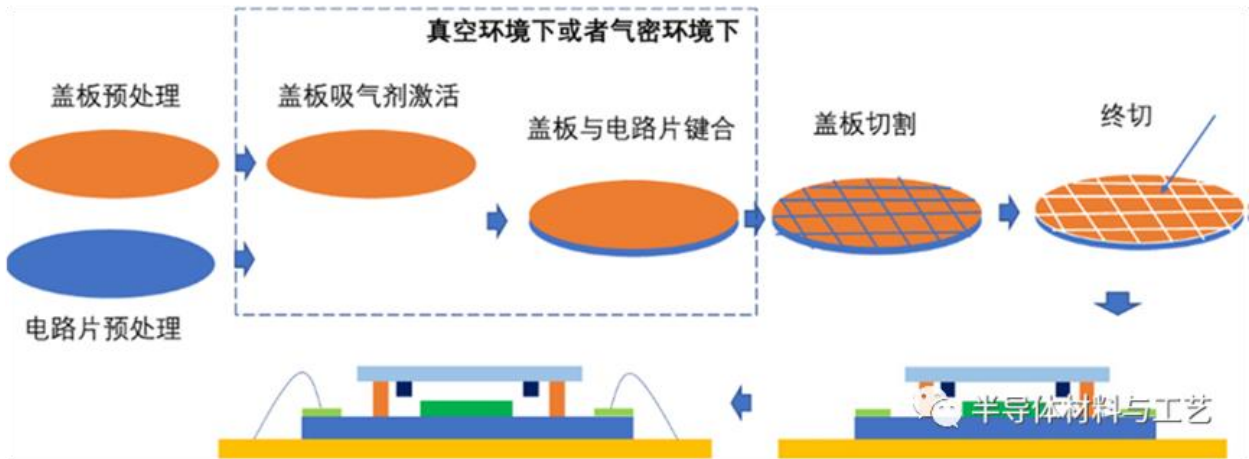 真空环境下或者气密环境下
盖板预处理
盖板吸气剂激活
盖板与电路片键合
盖板切割
终切
电路片预处理
半导体材料与工艺